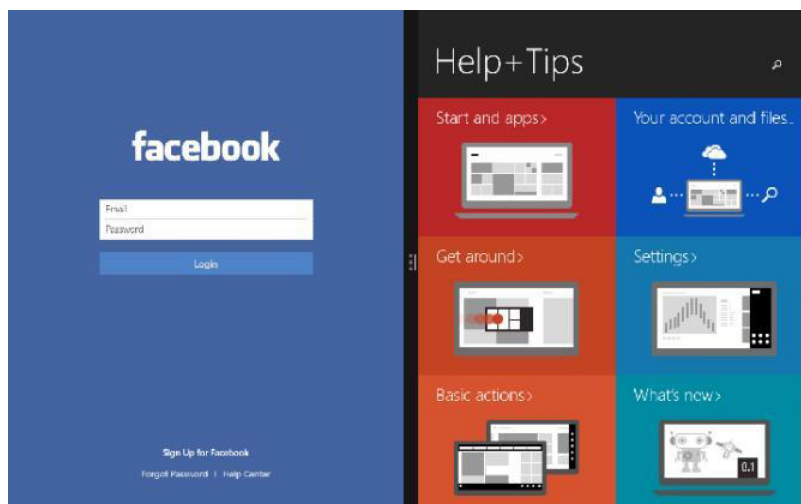 facebook
Email
Password
Login
Sign Up for Facebook
Forgot Password | Help Center
Help+Tips
Start and apps>
Your account and files...
Get around>
Settings>
Basic actions>
What's new>
0.1